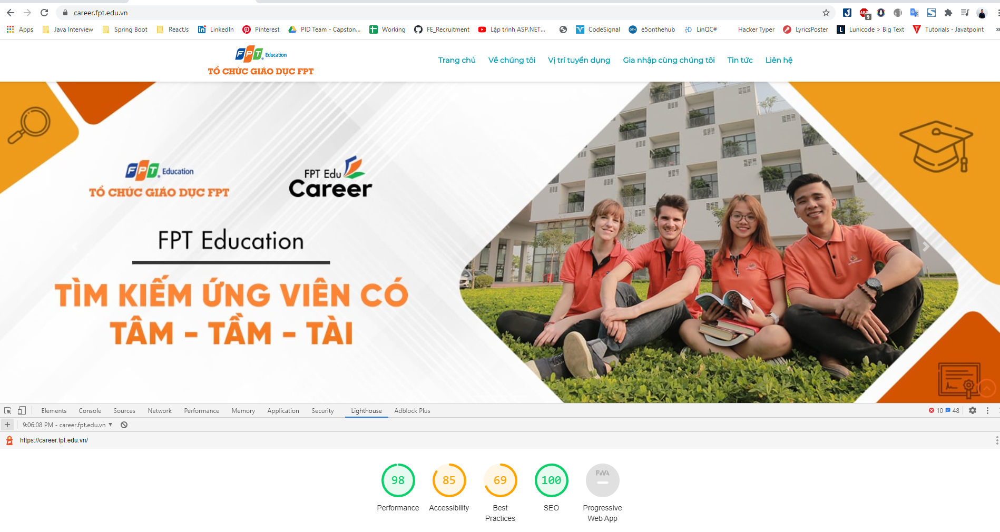 career.fpt.edu.vn
ABP
9
Apps
Java Interview
Spring Boot
ReactJs
LinkedIn
Pinterest
PID Team - Capston...
Working
FE_Recruitment
Lập trình ASP.NET...
CodeSignal
e5onthehub
LinQC#
Hacker Typer
LyricsPoster
Lunicode > Big Text
Tutorials - Javatpoint
FPT Education
TỔ CHỨC GIÁO DỤC FPT
Trang chủ
Về chúng tôi
Vị trí tuyển dụng
Gia nhập cùng chúng tôi
Tin tức
Liên hệ
FPT Education
TỔ CHỨC GIÁO DỤC FPT
FPT Edu
Career
FPT Education
TÌM KIẾM ỨNG VIÊN CÓ
TÂM - TẦM - TÀI
Elements
Console
Sources
Network
Performance
Memory
Application
Security
Lighthouse
Adblock Plus
10
48
9:06:08 PM - career.fpt.edu.vn
https://career.fpt.edu.vn/
98
Performance
85
Accessibility
69
Best
Practices
100
SEO
PWA
Progressive
Web App